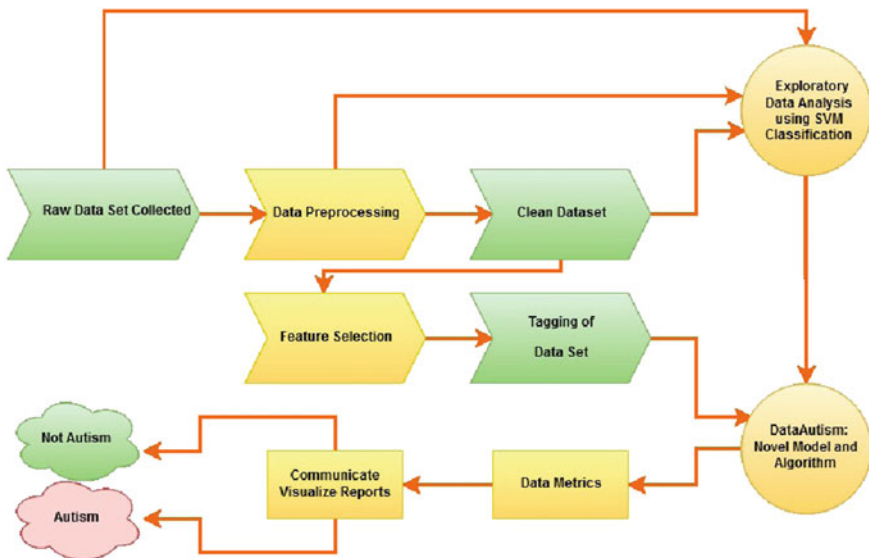 Exploratory
Data Analysis
using SVM
Classification
Raw Data Set Collected
Data Preprocessing
Clean Dataset
Feature Selection
Tagging of
Data Set
Not Autism
Autism
Communicate
Visualize Reports
Data Metrics
DataAutism:
Novel Model and
Algorithm